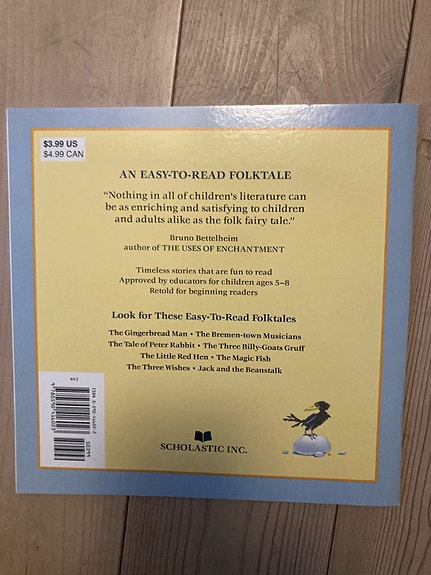 $3.99 US
$4.99 CAN
AN EASY-TO-READ FOLKTALE
“Nothing in all of children's literature can
be as enriching and satisfying to children
and adults alike as the folk fairy tale.”
Bruno Bettelheim
author of THE USES OF ENCHANTMENT
Timeless stories that are fun to read
Approved by educators for children ages 5–8
Retold for beginning readers
Look for These Easy-To-Read Folktales
The Gingerbread Man • The Bremen-town Musicians
The Tale of Peter Rabbit • The Three Billy-Goats Gruff
The Little Red Hen • The Magic Fish
The Three Wishes • Jack and the Beanstalk
SCHOLASTIC INC.